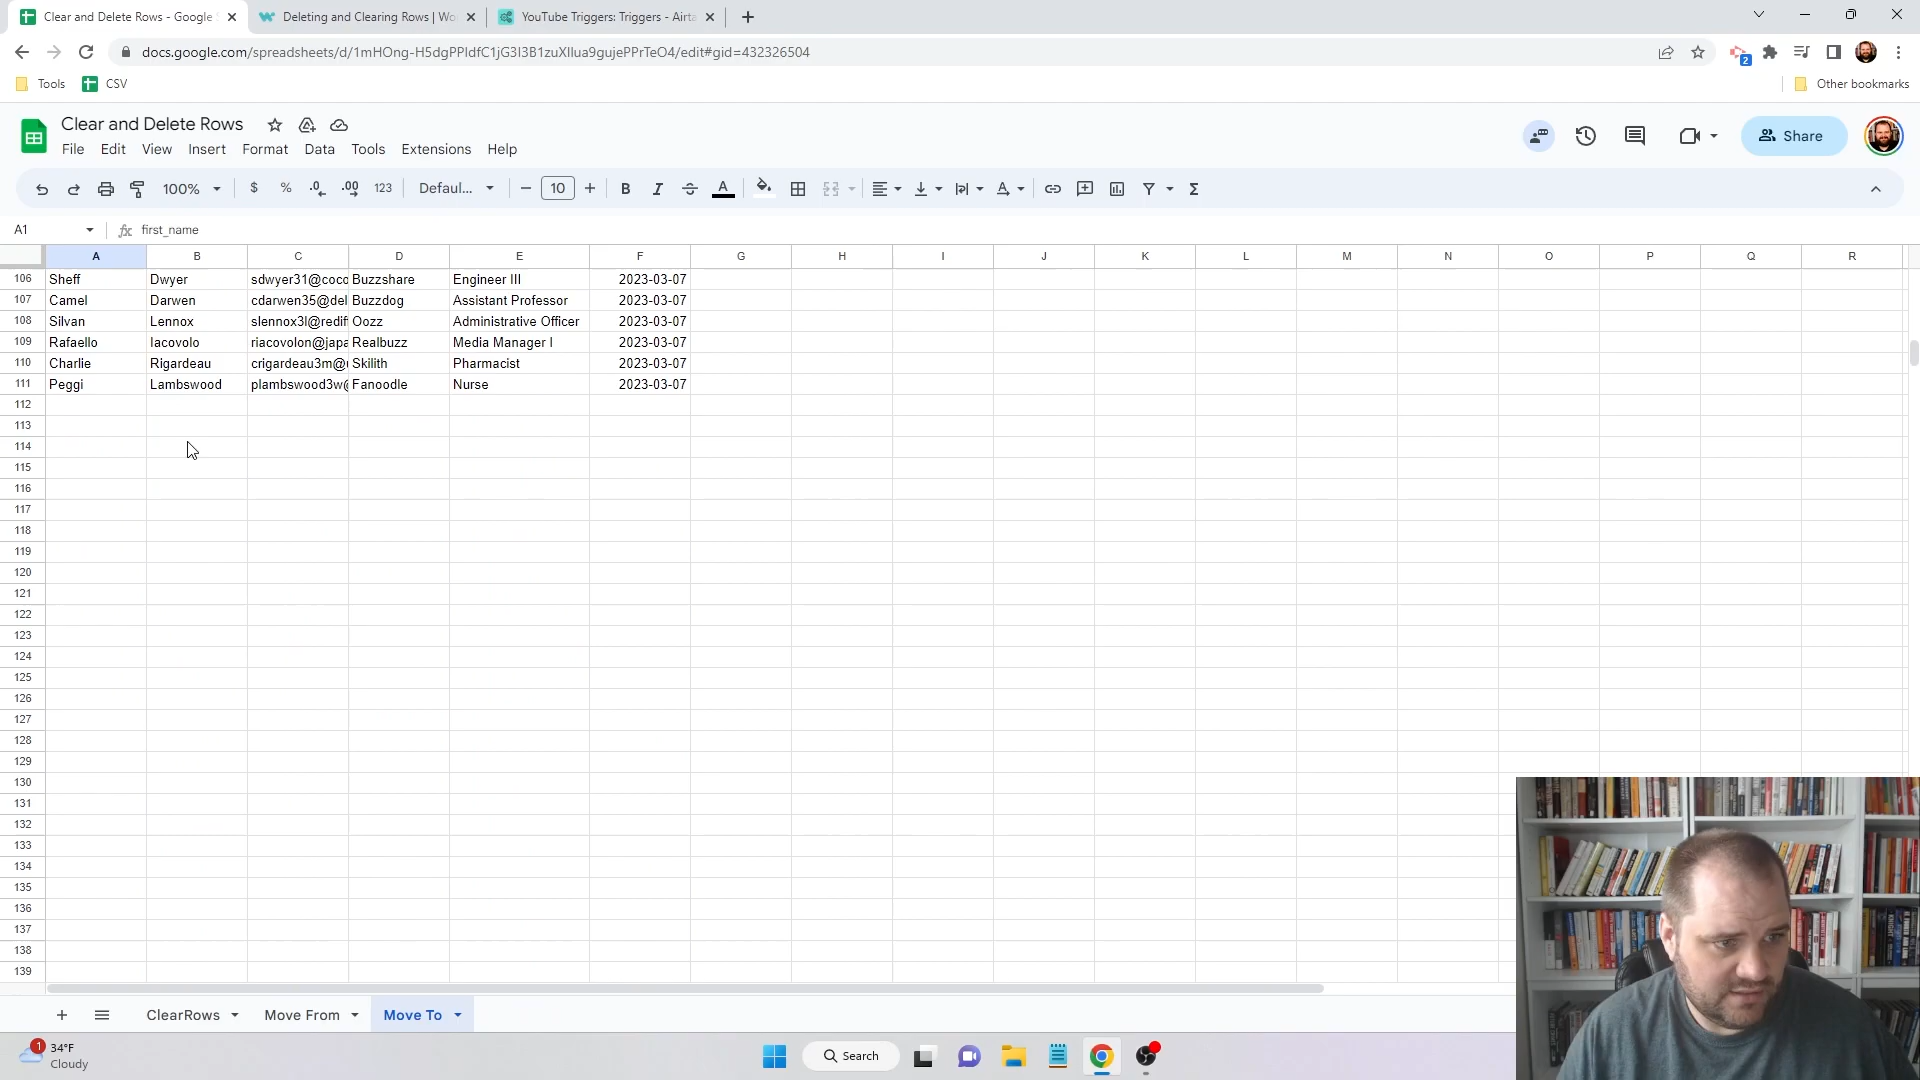 Clear and Delete Rows - Google S
Deleting and Clearing Rows | Wo
YouTube Triggers: Triggers - Airta
docs.google.com/spreadsheets/d/1mHOng-H5dgPPldfC1jG3I3B1zuXllua9gujePPrTeO4/edit#gid=432326504
2
Tools
CSV
Other bookmarks
Clear and Delete Rows
File Edit View Insert Format Data Tools Extensions Help
Share
100% $ % .0 .00 123 Defaul... 10 B I A Σ
A1 fx first_name
A B C D E F G H I J K L M N O P Q R
106 Sheff Dwyer sdwyer31@coco Buzzshare Engineer III 2023-03-07
107 Camel Darwen cdarwen35@del Buzzdog Assistant Professor 2023-03-07
108 Silvan Lennox slennox3l@redif Oozz Administrative Officer 2023-03-07
109 Rafaello Iacovolo riacovolon@japa Realbuzz Media Manager I 2023-03-07
110 Charlie Rigardeau crigardeau3m@ Skilith Pharmacist 2023-03-07
111 Peggi Lambswood plambswood3w@ Fanoodle Nurse 2023-03-07
112
113
114
115
116
117
118
119
120
121
122
123
124
125
126
127
128
129
130
131
132
133
134
135
136
137
138
139
ClearRows Move From Move To
1
34°F
Cloudy
Search